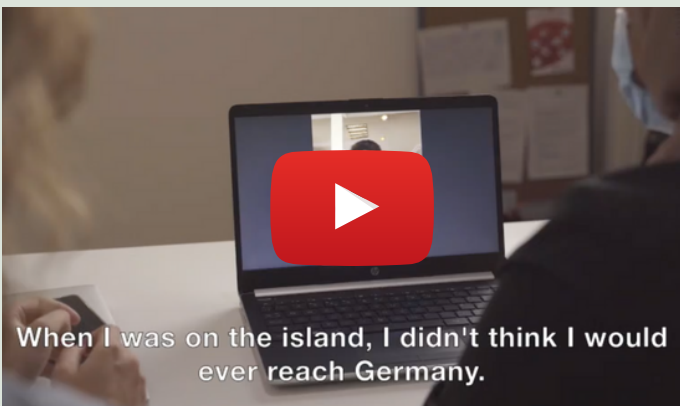 When I was on the island, I didn't think I would
ever reach Germany.